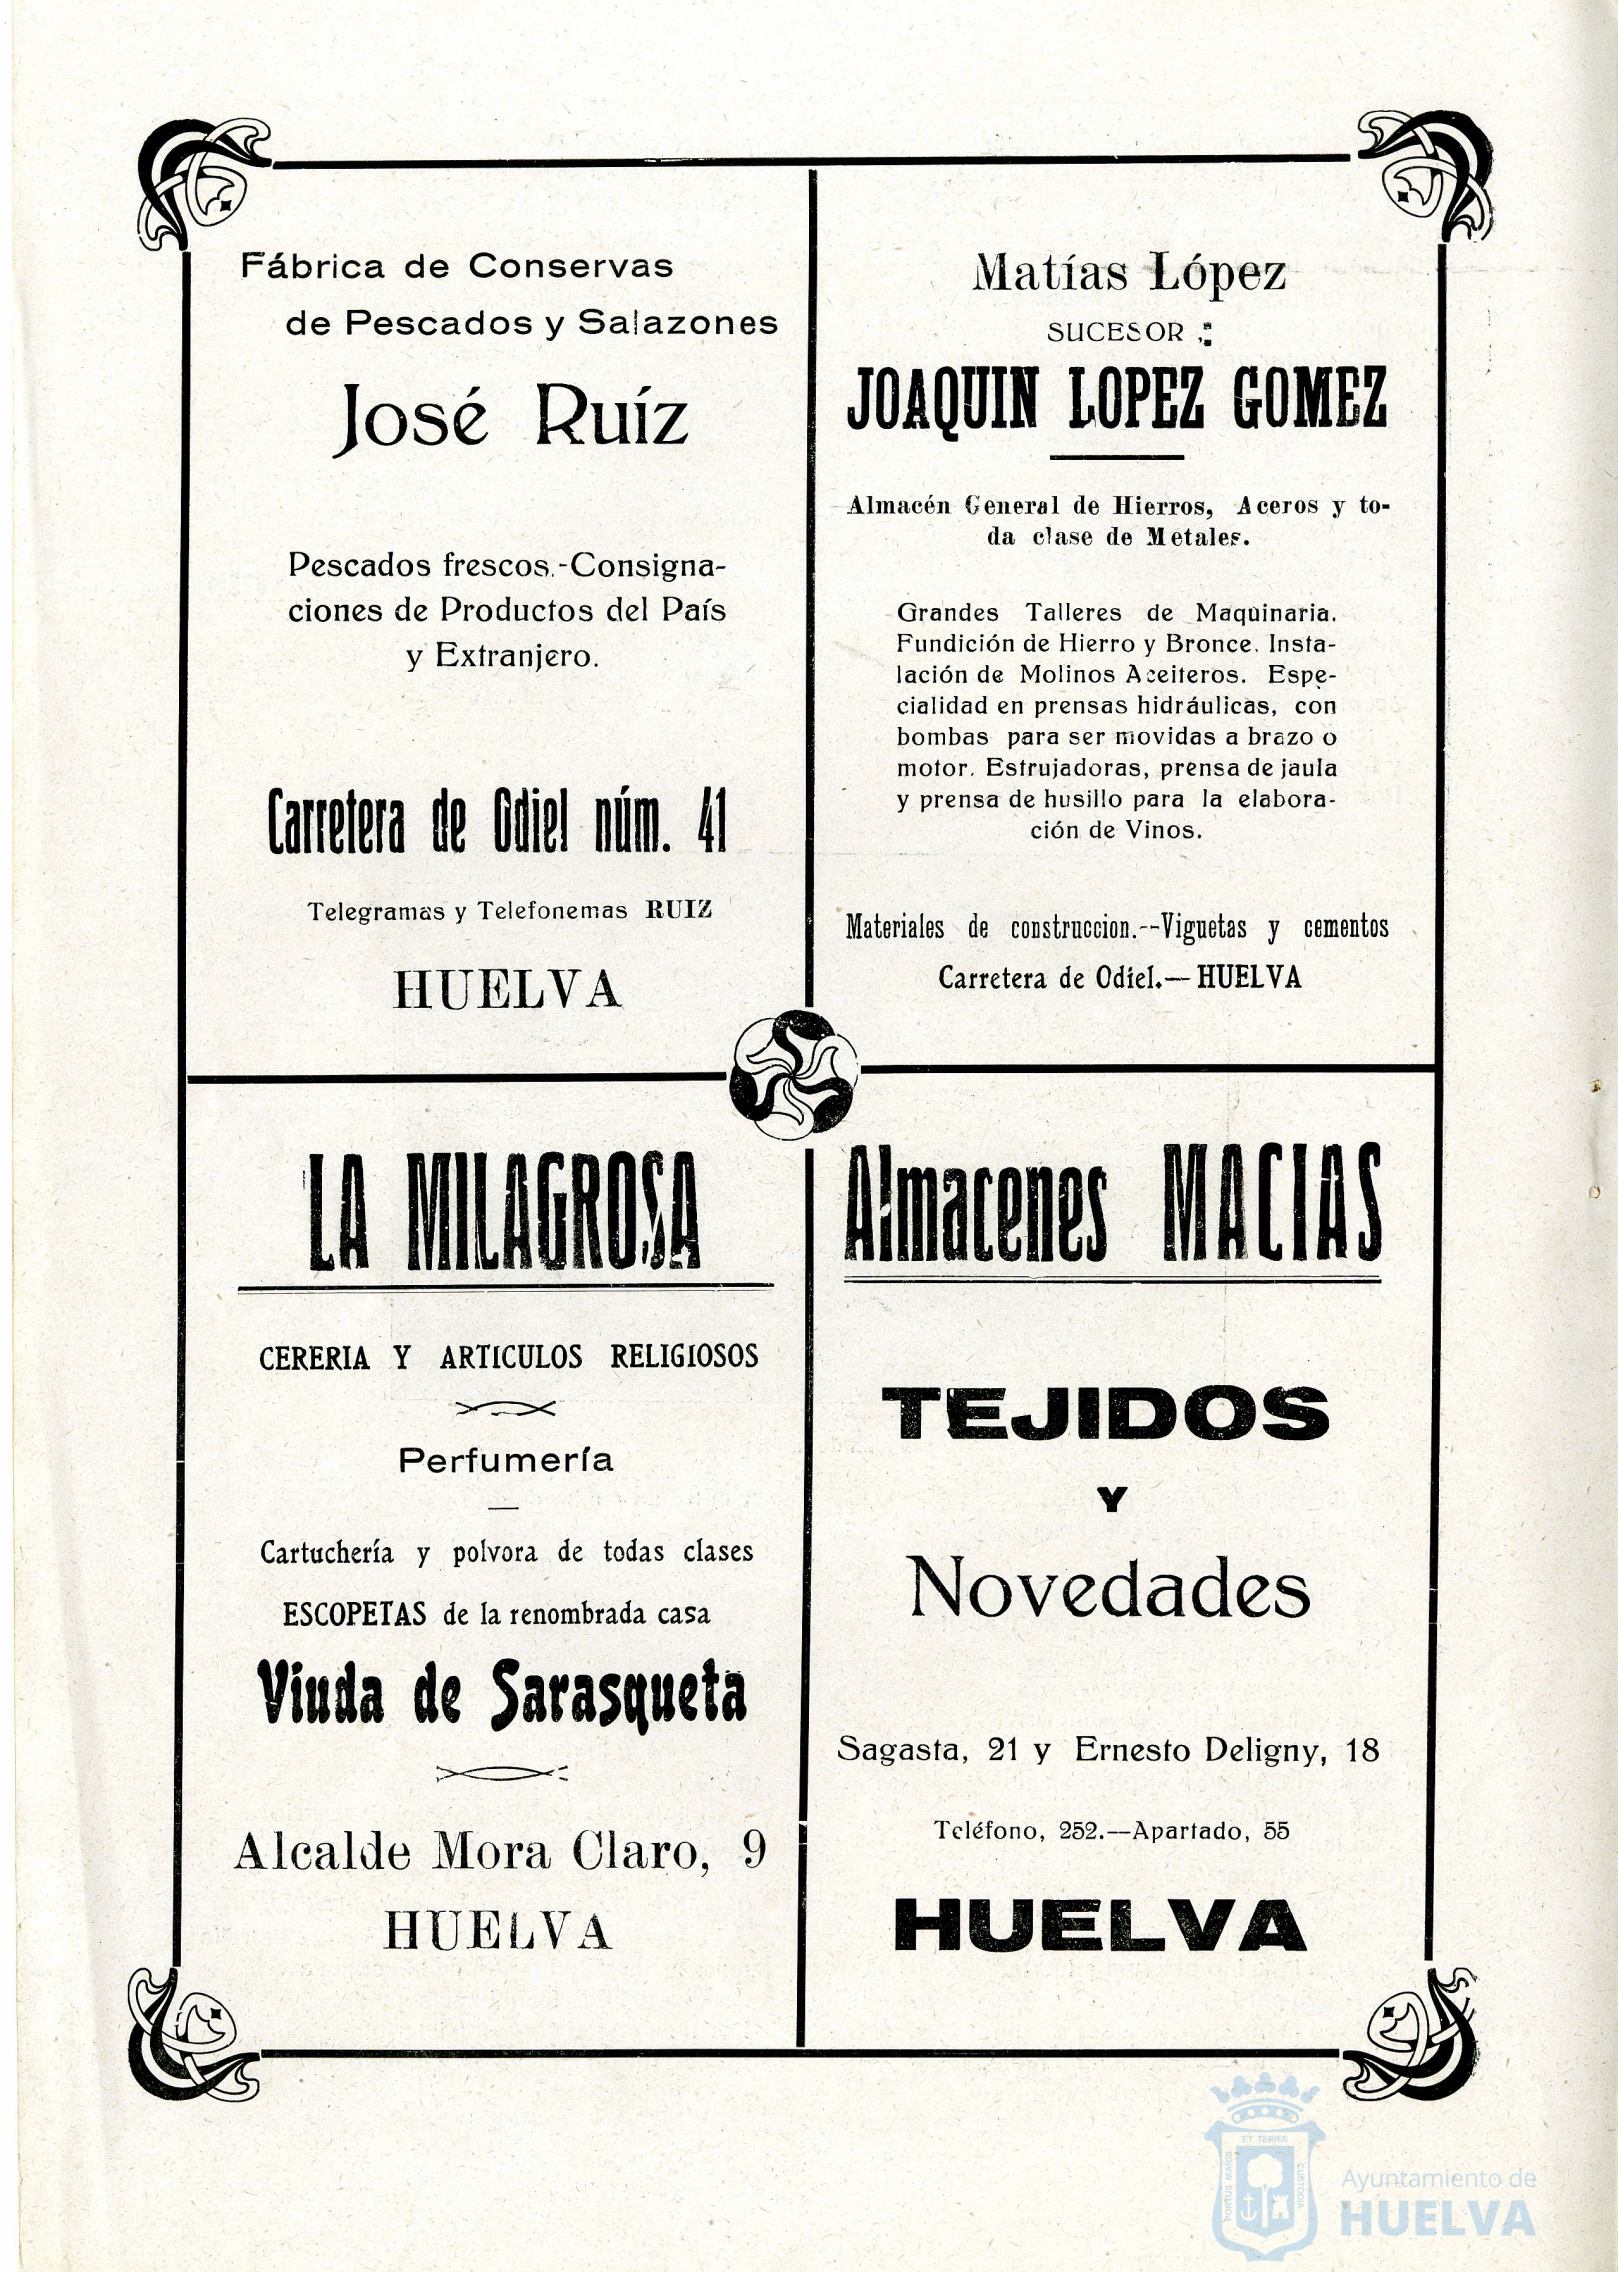 Fábrica de Conservas
de Pescados y Salazones
José Ruíz
Pescados frescos.-Consigna-
ciones de Productos del País
y Extranjero.
Carretera de Odiel núm. 41
Telegramas y Telefonemas RUIZ
HUELVA
Matías López
SUCESOR :
JOAQUIN LOPEZ GOMEZ
Almacén General de Hierros, Aceros y to-
da clase de Metales.
Grandes Talleres de Maquinaria.
Fundición de Hierro y Bronce. Insta-
lación de Molinos Aceiteros. Espe-
cialidad en prensas hidráulicas, con
bombas para ser movidas a brazo o
motor. Estrujadoras, prensa de jaula
y prensa de husillo para la elabora-
ción de Vinos.
Materiales de construccion.--Viguetas y cementos
Carretera de Odiel.—HUELVA
LA MILAGROSA
CERERIA Y ARTICULOS RELIGIOSOS
Perfumería
Cartuchería y polvora de todas clases
ESCOPETAS de la renombrada casa
Viuda de Sarasqueta
Alcalde Mora Claro, 9
HUELVA
Almacenes MACIAS
TEJIDOS
Y
Novedades
Sagasta, 21 y Ernesto Deligny, 18
Teléfono, 252.—Apartado, 55
HUELVA
PORTUS MARIS
ET TERRÆ
CUSTODIA
Ayuntamiento de
HUELVA